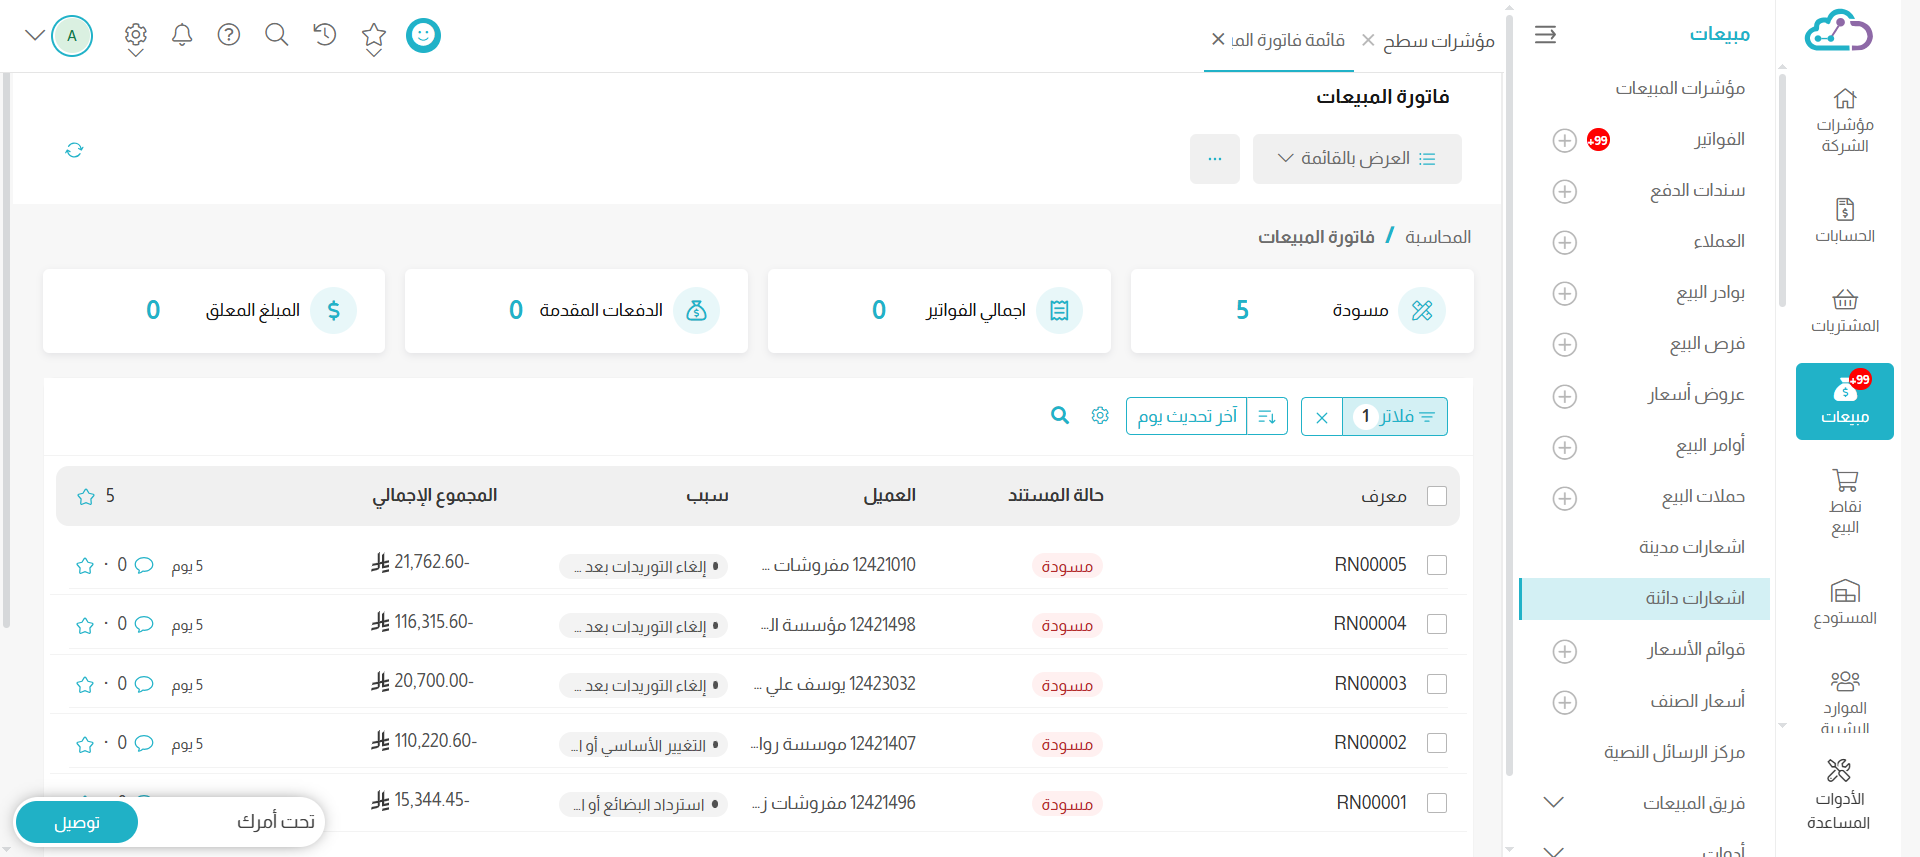 مبيعات
مؤشرات سطح
قائمة فاتورة المبي
A
مؤشرات الشركة
الحسابات
المشتريات
+99
مبيعات
نقاط البيع
المستودع
الموارد البشرية
الأدوات المساعدة
مؤشرات المبيعات
الفواتير
+99
سندات الدفع
العملاء
بوادر البيع
فرص البيع
عروض أسعار
أوامر البيع
حملات البيع
اشعارات مدينة
اشعارات دائنة
قوائم الأسعار
أسعار الصنف
مركز الرسائل النصية
فريق المبيعات
أدوات
فاتورة المبيعات
العرض بالقائمة
...
المحاسبة / فاتورة المبيعات
مسودة 5
اجمالي الفواتير 0
الدفعات المقدمة 0
المبلغ المعلق 0
فلاتر 1
آخر تحديث يوم
معرف حالة المستند العميل سبب المجموع الإجمالي 5
RN00005 مسودة 12421010 مفروشات ... إلغاء التوريدات بعد ... -21,762.60 5 يوم 0 ·
RN00004 مسودة 12421498 مؤسسة الـ... إلغاء التوريدات بعد ... -116,315.60 5 يوم 0 ·
RN00003 مسودة 12423032 يوسف علي ... إلغاء التوريدات بعد ... -20,700.00 5 يوم 0 ·
RN00002 مسودة 12421407 موسسة روا... التغيير الأساسي أو ا... -110,220.60 5 يوم 0 ·
RN00001 مسودة 12421496 مفروشات ز... استرداد البضائع أو ا... -15,344.45
تحت أمرك
توصيل